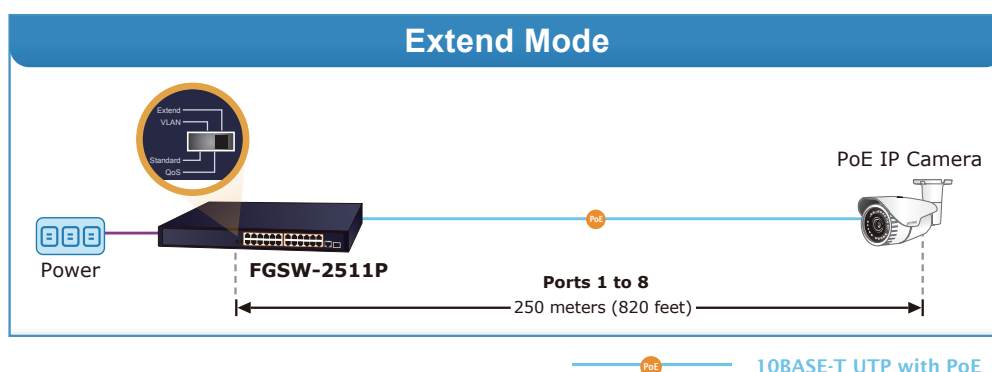 Extend Mode
Extend
VLAN
Standard
QoS
PoE IP Camera
PoE
Power
FGSW-2511P
Ports 1 to 8
250 meters (820 feet)
PoE
10BASE-T UTP with PoE